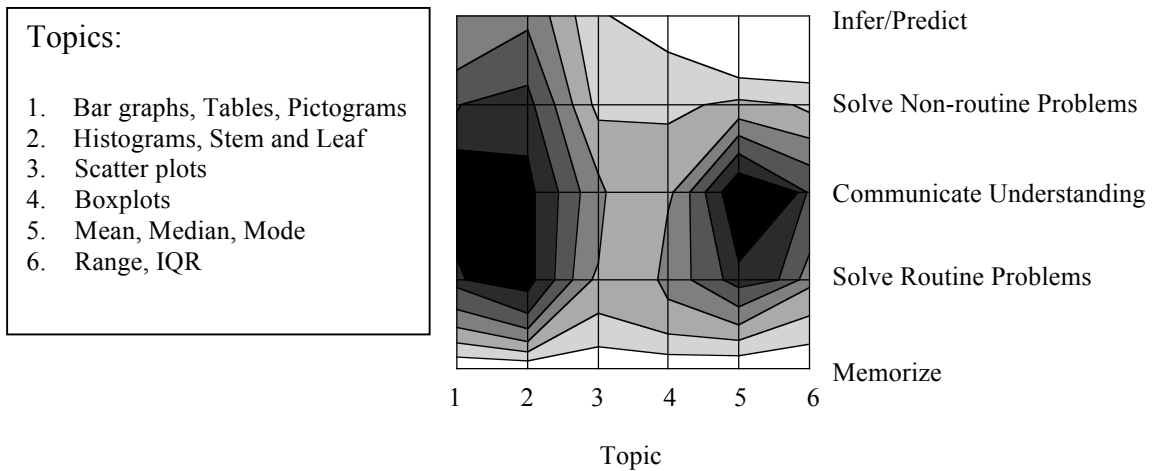 Topics:
1. Bar graphs, Tables, Pictograms
2. Histograms, Stem and Leaf
3. Scatter plots
4. Boxplots
5. Mean, Median, Mode
6. Range, IQR
Infer/Predict
Solve Non-routine Problems
Communicate Understanding
Solve Routine Problems
Memorize
1 2 3 4 5 6
Topic